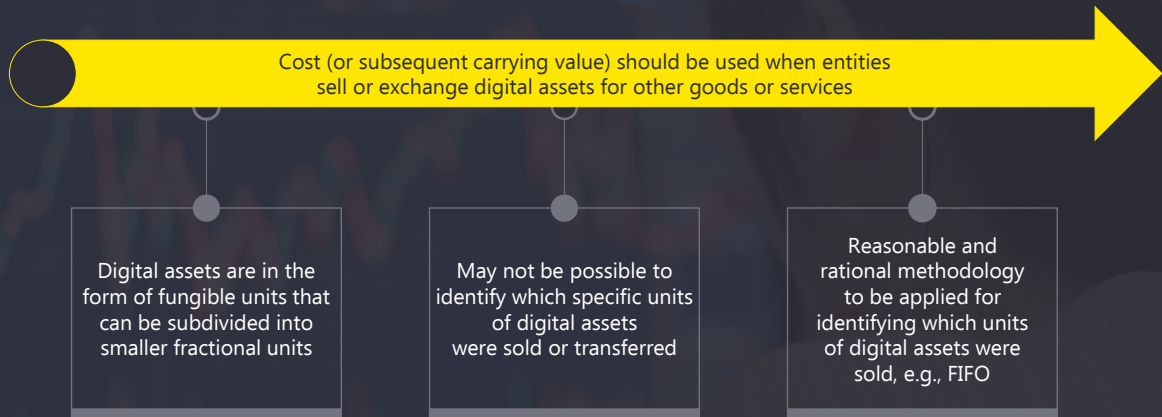 Cost (or subsequent carrying value) should be used when entities
sell or exchange digital assets for other goods or services
Digital assets are in the
form of fungible units that
can be subdivided into
smaller fractional units
May not be possible to
identify which specific units
of digital assets
were sold or transferred
Reasonable and
rational methodology
to be applied for
identifying which units
of digital assets were
sold, e.g., FIFO